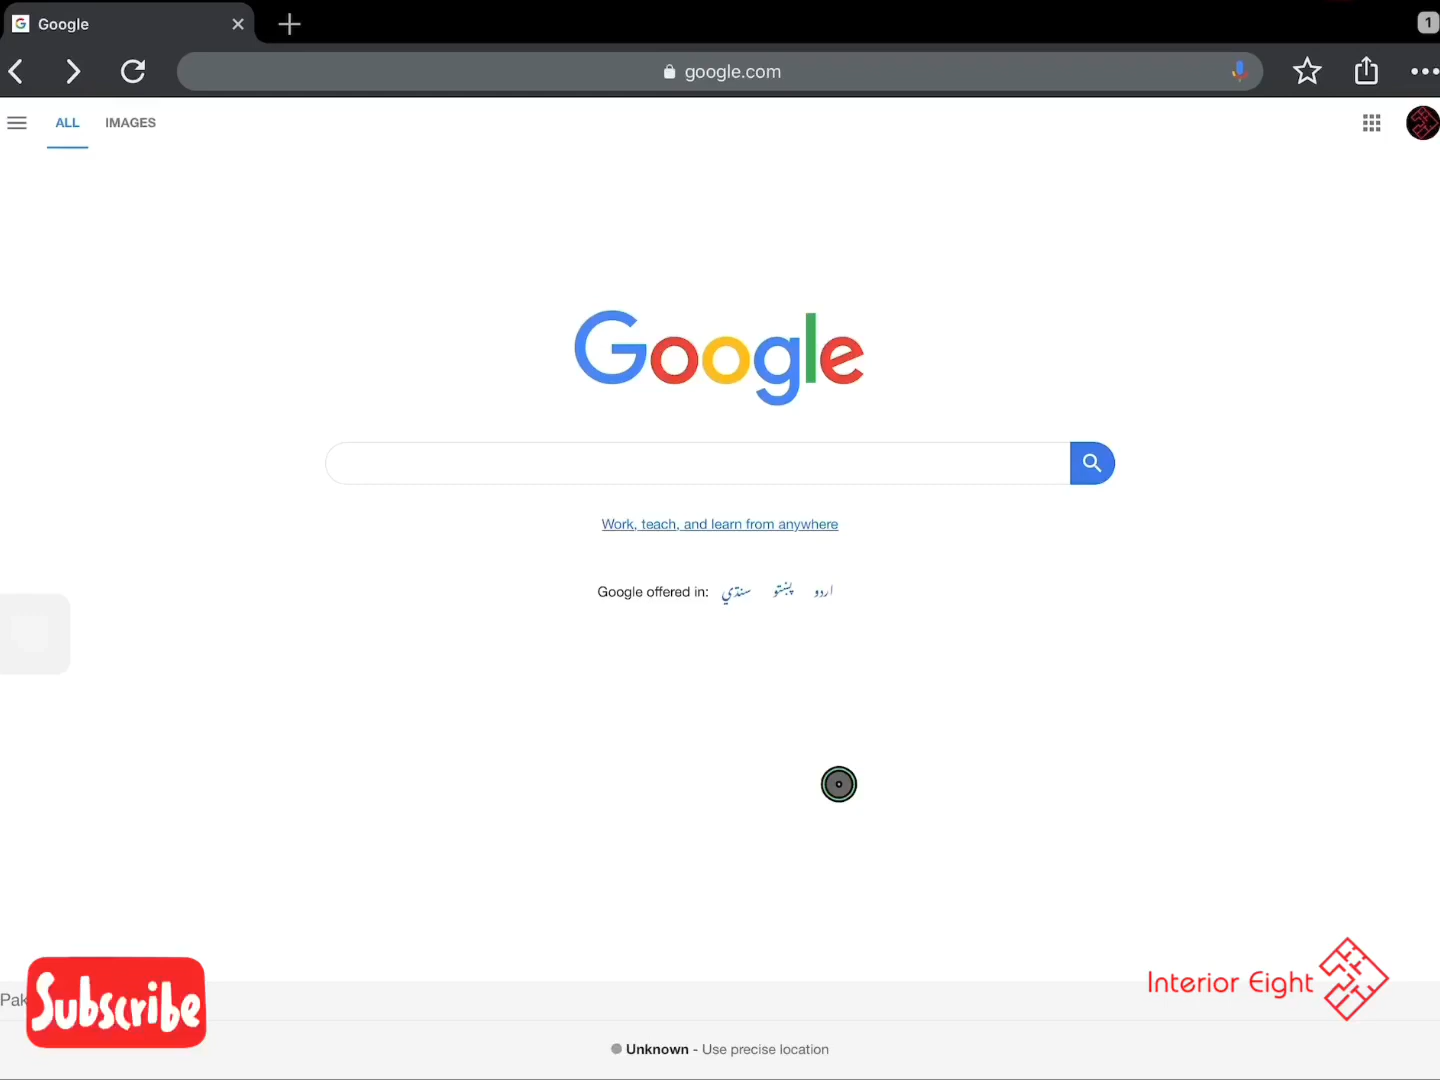 Google
1
google.com
ALL IMAGES
Google
Work, teach, and learn from anywhere
Google offered in: سنڌي پښتو اردو
Subscribe
Interior Eight
Unknown - Use precise location